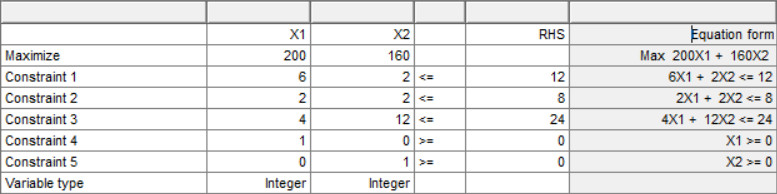 X1 X2 RHS Equation form
Maximize 200 160 Max 200X1 + 160X2
Constraint 1 6 2 <= 12 6X1 + 2X2 <= 12
Constraint 2 2 2 <= 8 2X1 + 2X2 <= 8
Constraint 3 4 12 <= 24 4X1 + 12X2 <= 24
Constraint 4 1 0 >= 0 X1 >= 0
Constraint 5 0 1 >= 0 X2 >= 0
Variable type Integer Integer